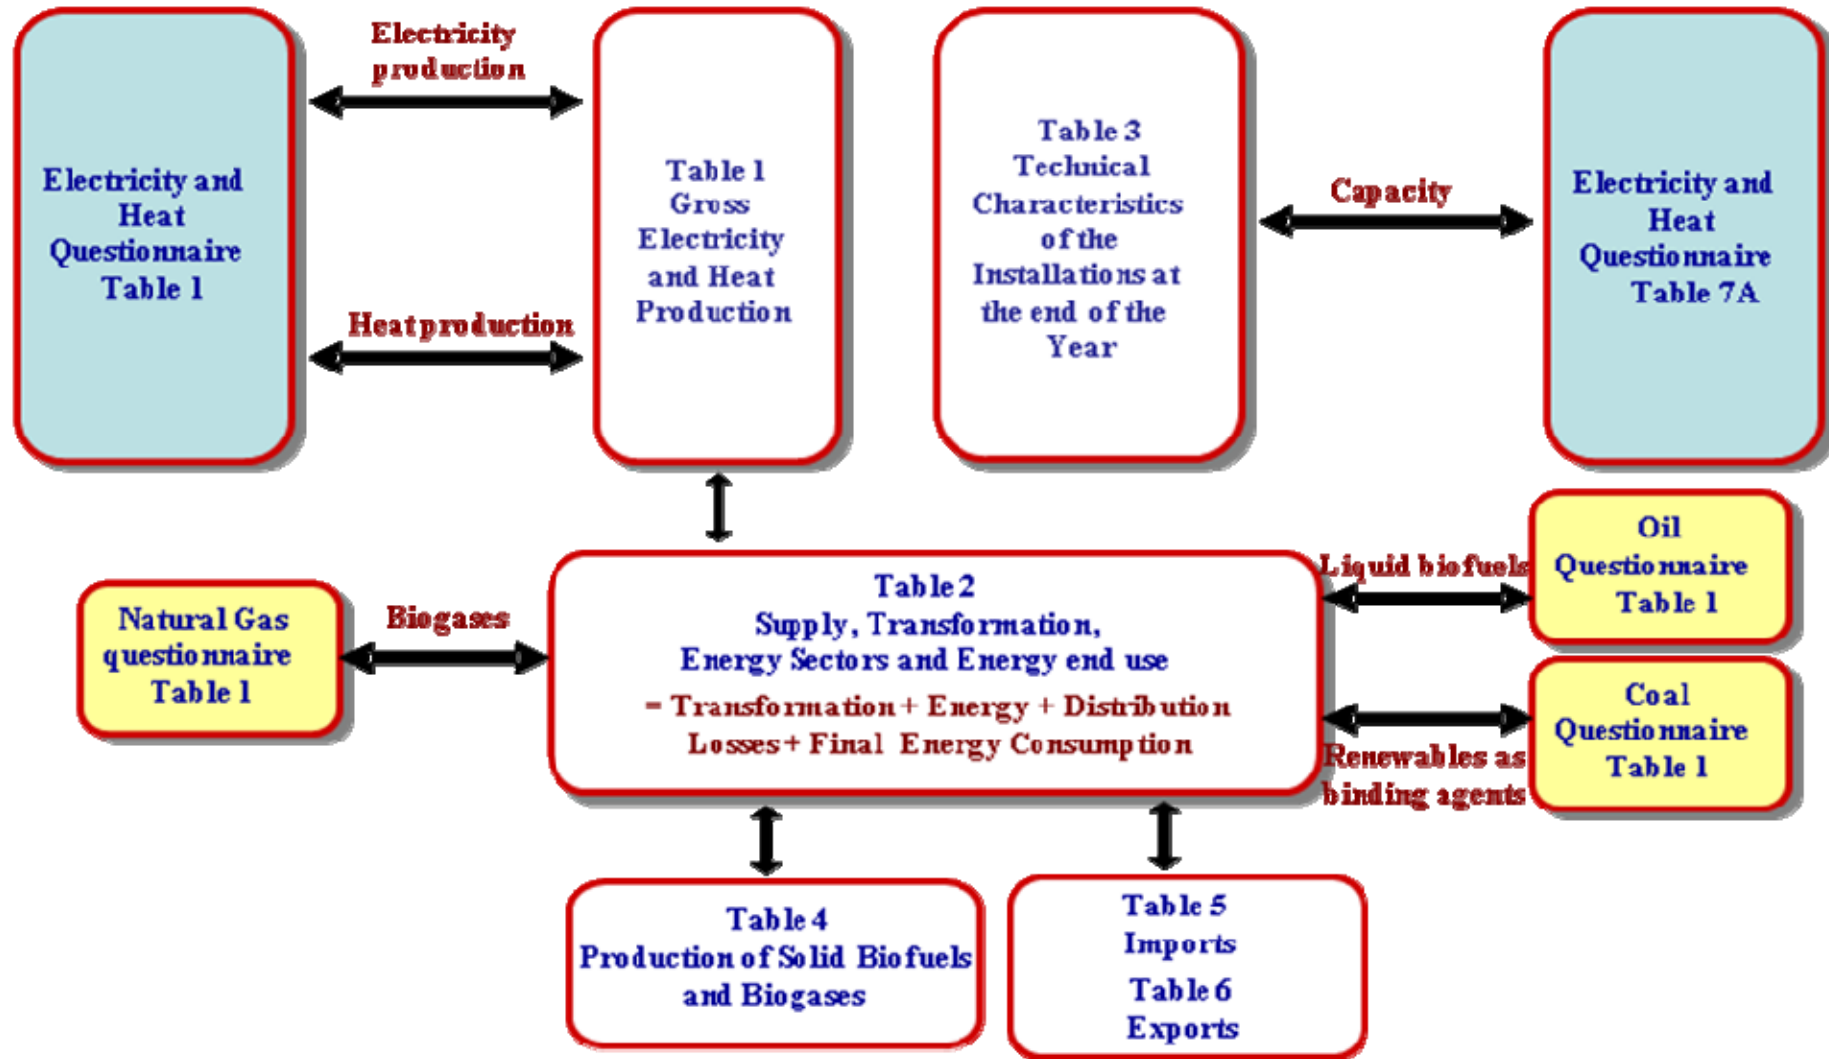 Electricity
production
Electricity and
Heat
Questionnaire
Table 1
Heat production
Table 1
Gross
Electricity
and Heat
Production
Table 3
Technical
Characteristics
of the
Installations at
the end of the
Year
Capacity
Electricity and
Heat
Questionnaire
Table 7A
Natural Gas
questionnaire
Table 1
Biogases
Table 2
Supply, Transformation,
Energy Sectors and Energy end use
= Transformation + Energy + Distribution
Losses + Final Energy Consumption
Liquid biofuels
Oil
Questionnaire
Table 1
Renewables as
binding agents
Coal
Questionnaire
Table 1
Table 4
Production of Solid Biofuels
and Biogases
Table 5
Imports
Table 6
Exports